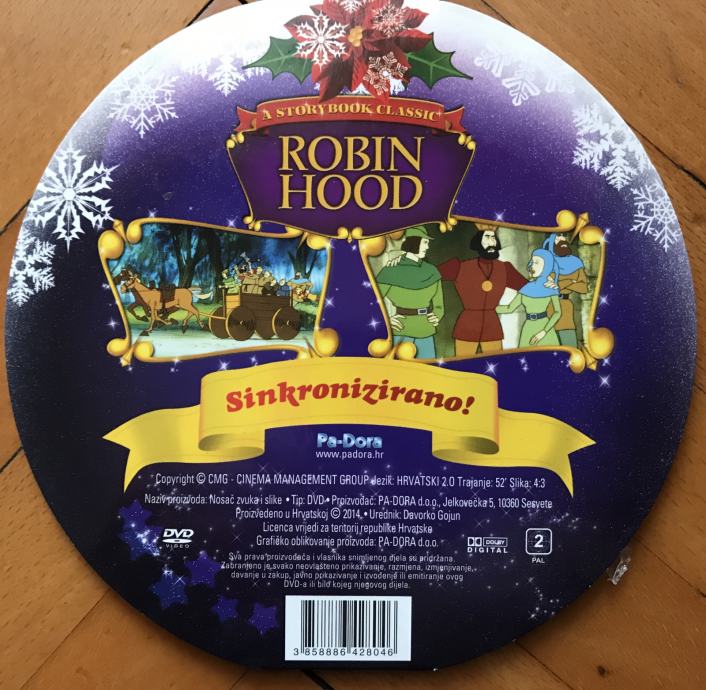 A STORYBOOK CLASSIC
ROBIN
HOOD
Sinkronizirano!
Pa-Dora
www.padora.hr
Copyright © CMG - CINEMA MANAGEMENT GROUP Jezik: HRVATSKI 2.0 Trajanje: 52' Slika: 4:3
Naziv proizvoda: Nosač zvuka i slike • Tip: DVD • Proizvođač: PA-DORA d.o.o., Jelkovečka 5, 10360 Sesvete
Proizvedeno u Hrvatskoj © 2014. • Urednik: Davorko Gojun
Licenca vrijedi za teritorij republike Hrvatske
Grafičko oblikovanje proizvoda: PA-DORA d.o.o.
DVD
VIDEO
DOLBY
DIGITAL
2
PAL
Sva prava proizvođača i vlasnika snimljenog djela su pridržana.
Zabranjeno je svako neovlašteno prikazivanje, razmjena, izmjenjivanje,
davanje u zakup, javno prikazivanje i izvođenje ili emitiranje ovog
DVD-a ili bilo kojeg njegovog dijela.
3 858886 428046